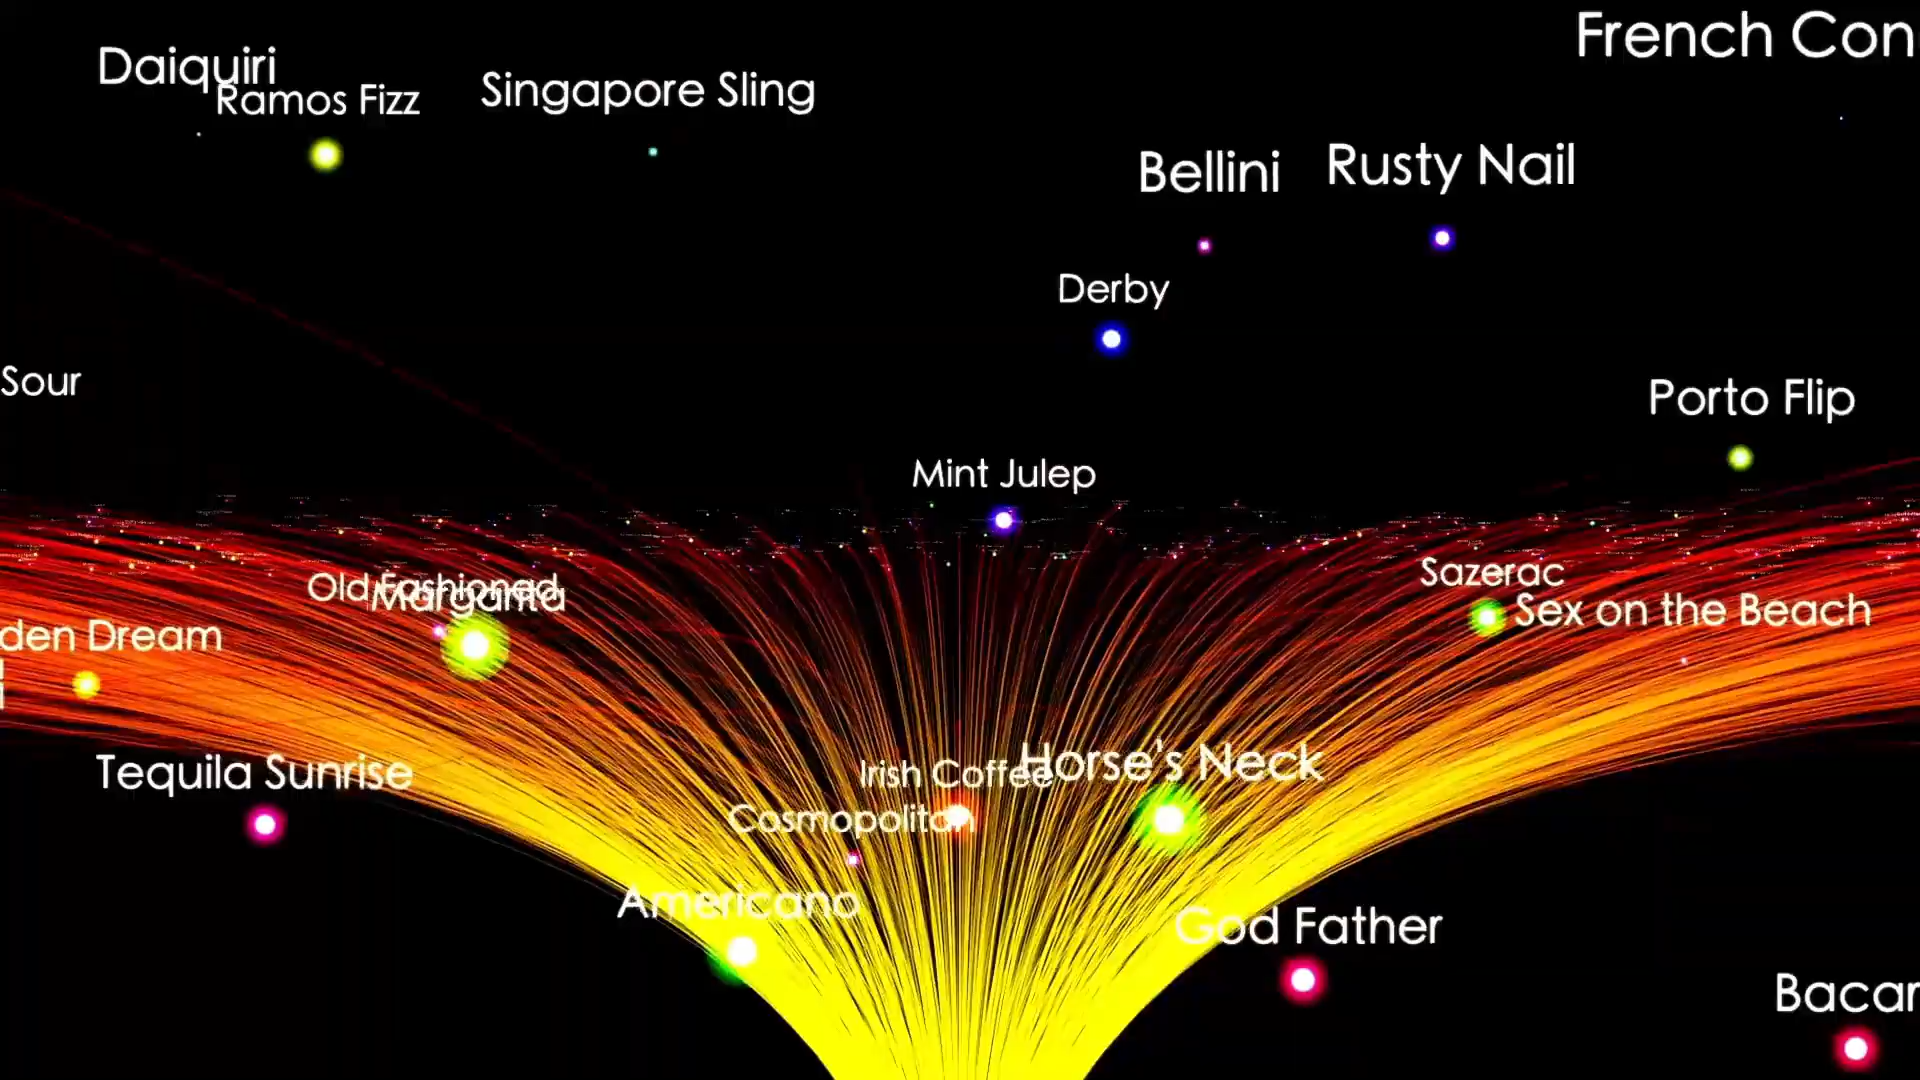 French Con
Daiquiri
Ramos Fizz
Singapore Sling
Bellini
Rusty Nail
Derby
Sour
Porto Flip
Mint Julep
Old Fashioned
Margarita
Sazerac
Sex on the Beach
den Dream
Tequila Sunrise
Irish Coffee
Horse's Neck
Cosmopolitan
Americano
God Father
Bacar